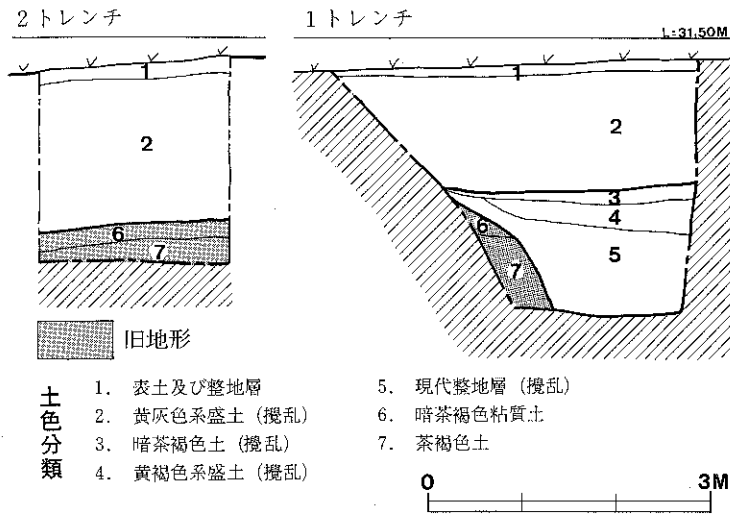 2トレンチ
1トレンチ
L=31,50M
1
2
6
7
1
2
3
4
5
6
7
旧地形
土色分類
1. 表土及び整地層
2. 黄灰色系盛土 (攪乱)
3. 暗茶褐色土 (攪乱)
4. 黄褐色系盛土 (攪乱)
5. 現代整地層 (攪乱)
6. 暗茶褐色粘質土
7. 茶褐色土
0 3M